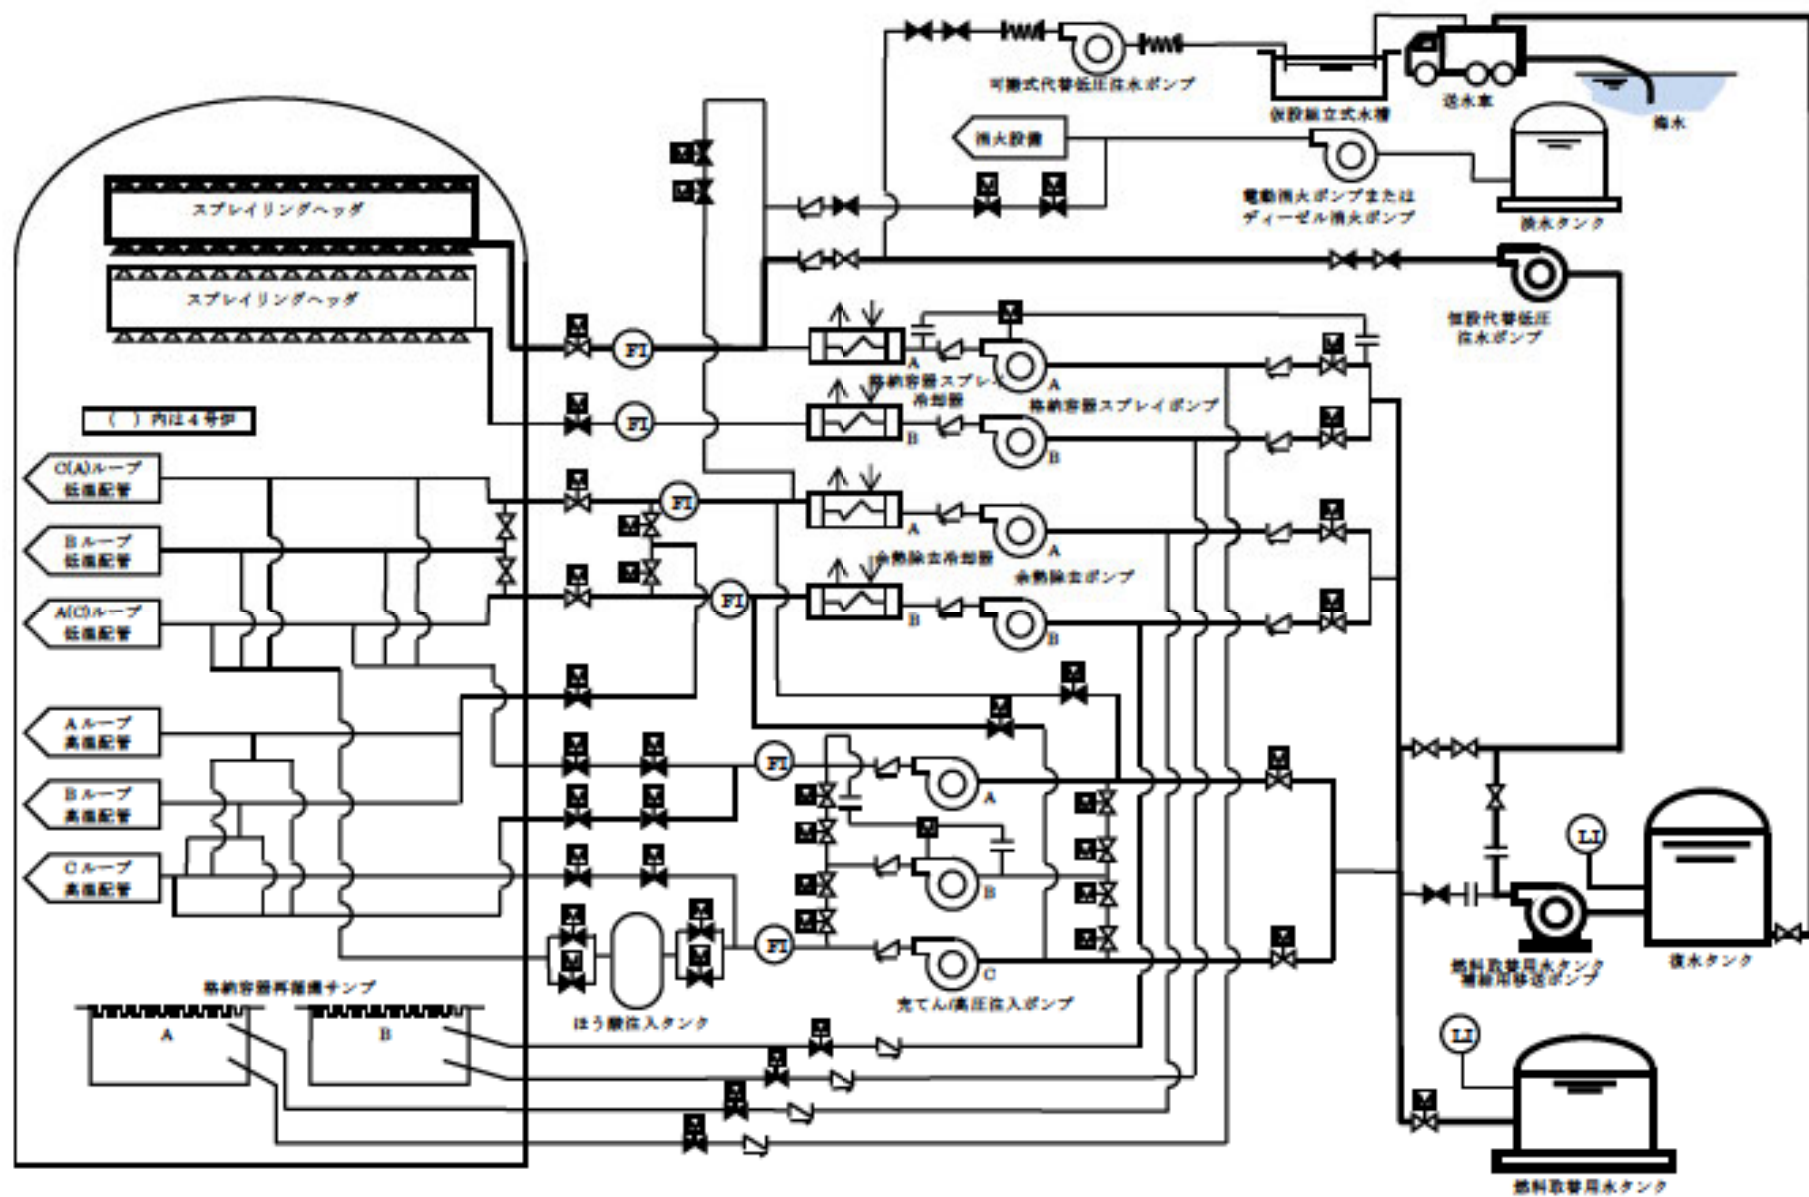 可搬式代替低圧注水ポンプ
仮設組立式水槽
送水車
海水
消火設備
電動消火ポンプまたは
ディーゼル消火ポンプ
淡水タンク
スプレイリングヘッダ
スプレイリングヘッダ
恒設代替低圧
注水ポンプ
M
M
M
M
M
M
FI
A
格納容器スプレイ
冷却器
A
格納容器スプレイポンプ
M
M
( )内は4号炉
M
FI
B
B
M
C(A)ループ
低温配管
M
FI
M
A
余熱除去冷却器
A
余熱除去ポンプ
M
Bループ
低温配管
M
M
FI
B
B
M
A(C)ループ
低温配管
M
M
M
Aループ
高温配管
M
M
FI
A
M
Bループ
高温配管
M
M
M
M
M
M
M
B
LI
Cループ
高温配管
M
M
M
M
M
M
M
M
M
FI
C
M
M
燃料取替用水タンク
補給用移送ポンプ
復水タンク
格納容器再循環サンプ
A
B
ほう酸注入タンク
充てん/高圧注入ポンプ
M
M
M
M
LI
M
燃料取替用水タンク